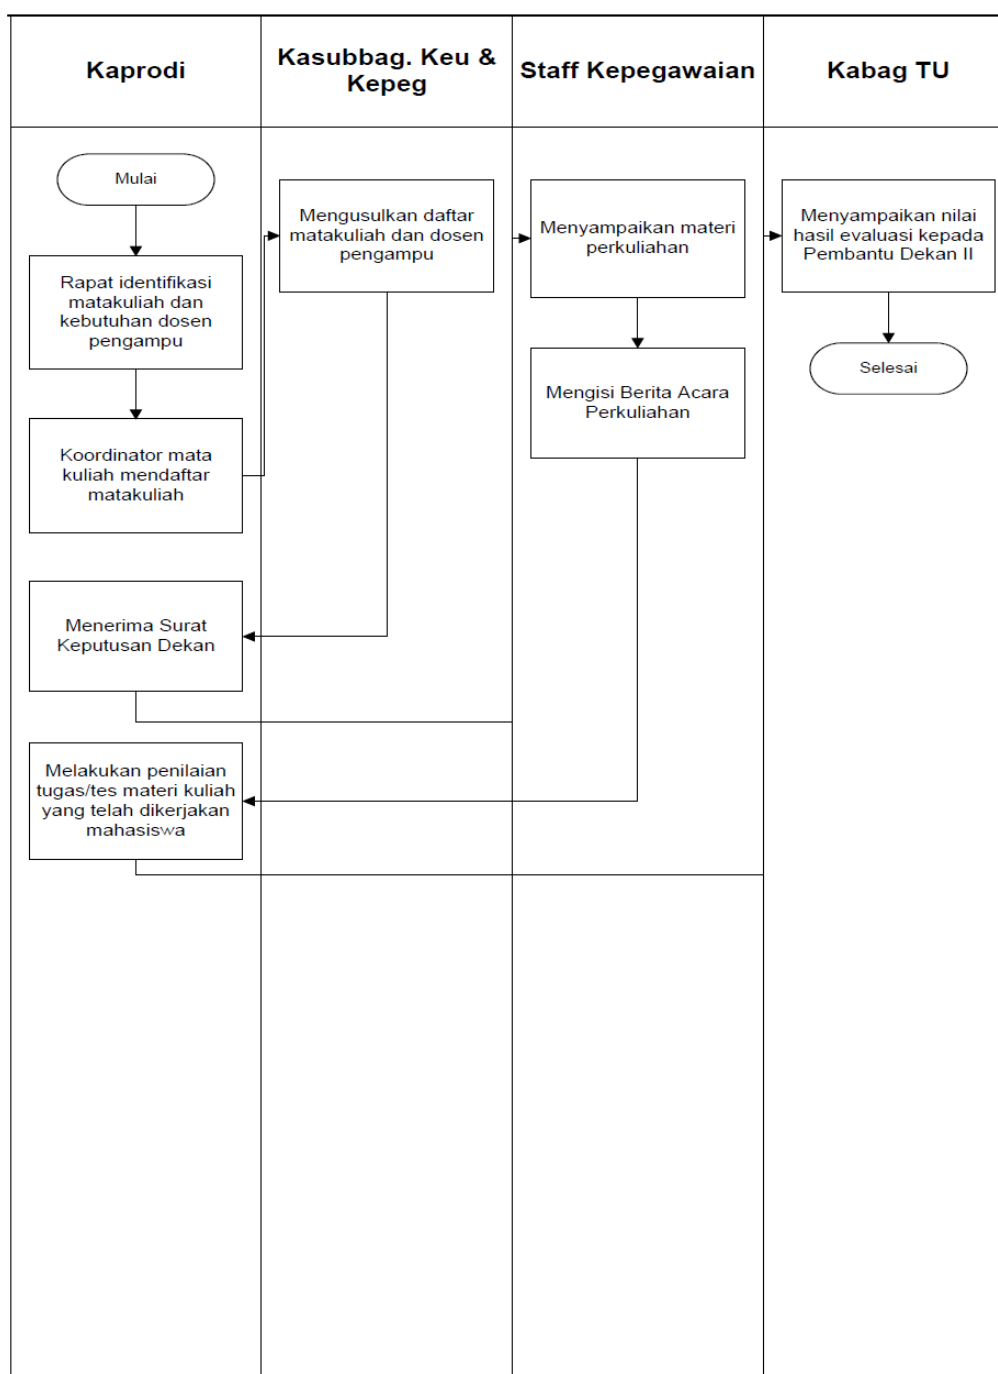 Kaprodi
Kasubbag. Keu &
Kepeg
Staff Kepegawaian
Kabag TU
Mulai
Rapat identifikasi
matakuliah dan
kebutuhan dosen
pengampu
Koordinator mata
kuliah mendaftar
matakuliah
Menerima Surat
Keputusan Dekan
Melakukan penilaian
tugas/tes materi kuliah
yang telah dikerjakan
mahasiswa
Mengusulkan daftar
matakuliah dan dosen
pengampu
Menyampaikan materi
perkuliahan
Mengisi Berita Acara
Perkuliahan
Menyampaikan nilai
hasil evaluasi kepada
Pembantu Dekan II
Selesai